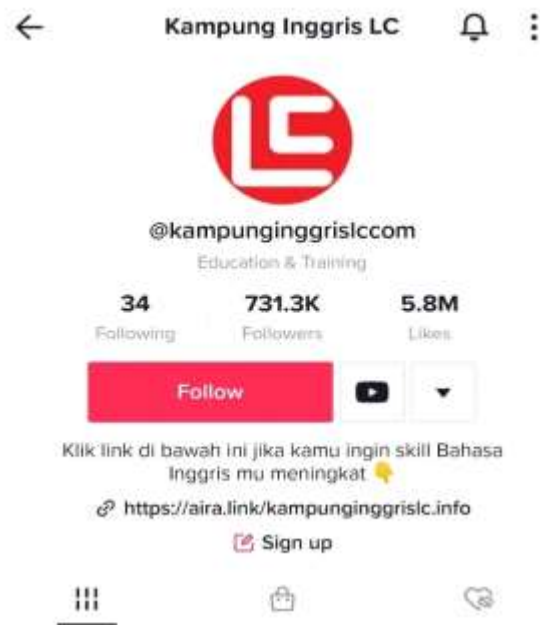 Kampung Inggris LC
LC
@kampunginggrislccom
Education & Training
34 731.3K 5.8M
Following Followers Likes
Follow
Klik link di bawah ini jika kamu ingin skill Bahasa
Inggris mu meningkat 👇
https://aira.link/kampunginggrislc.info
Sign up